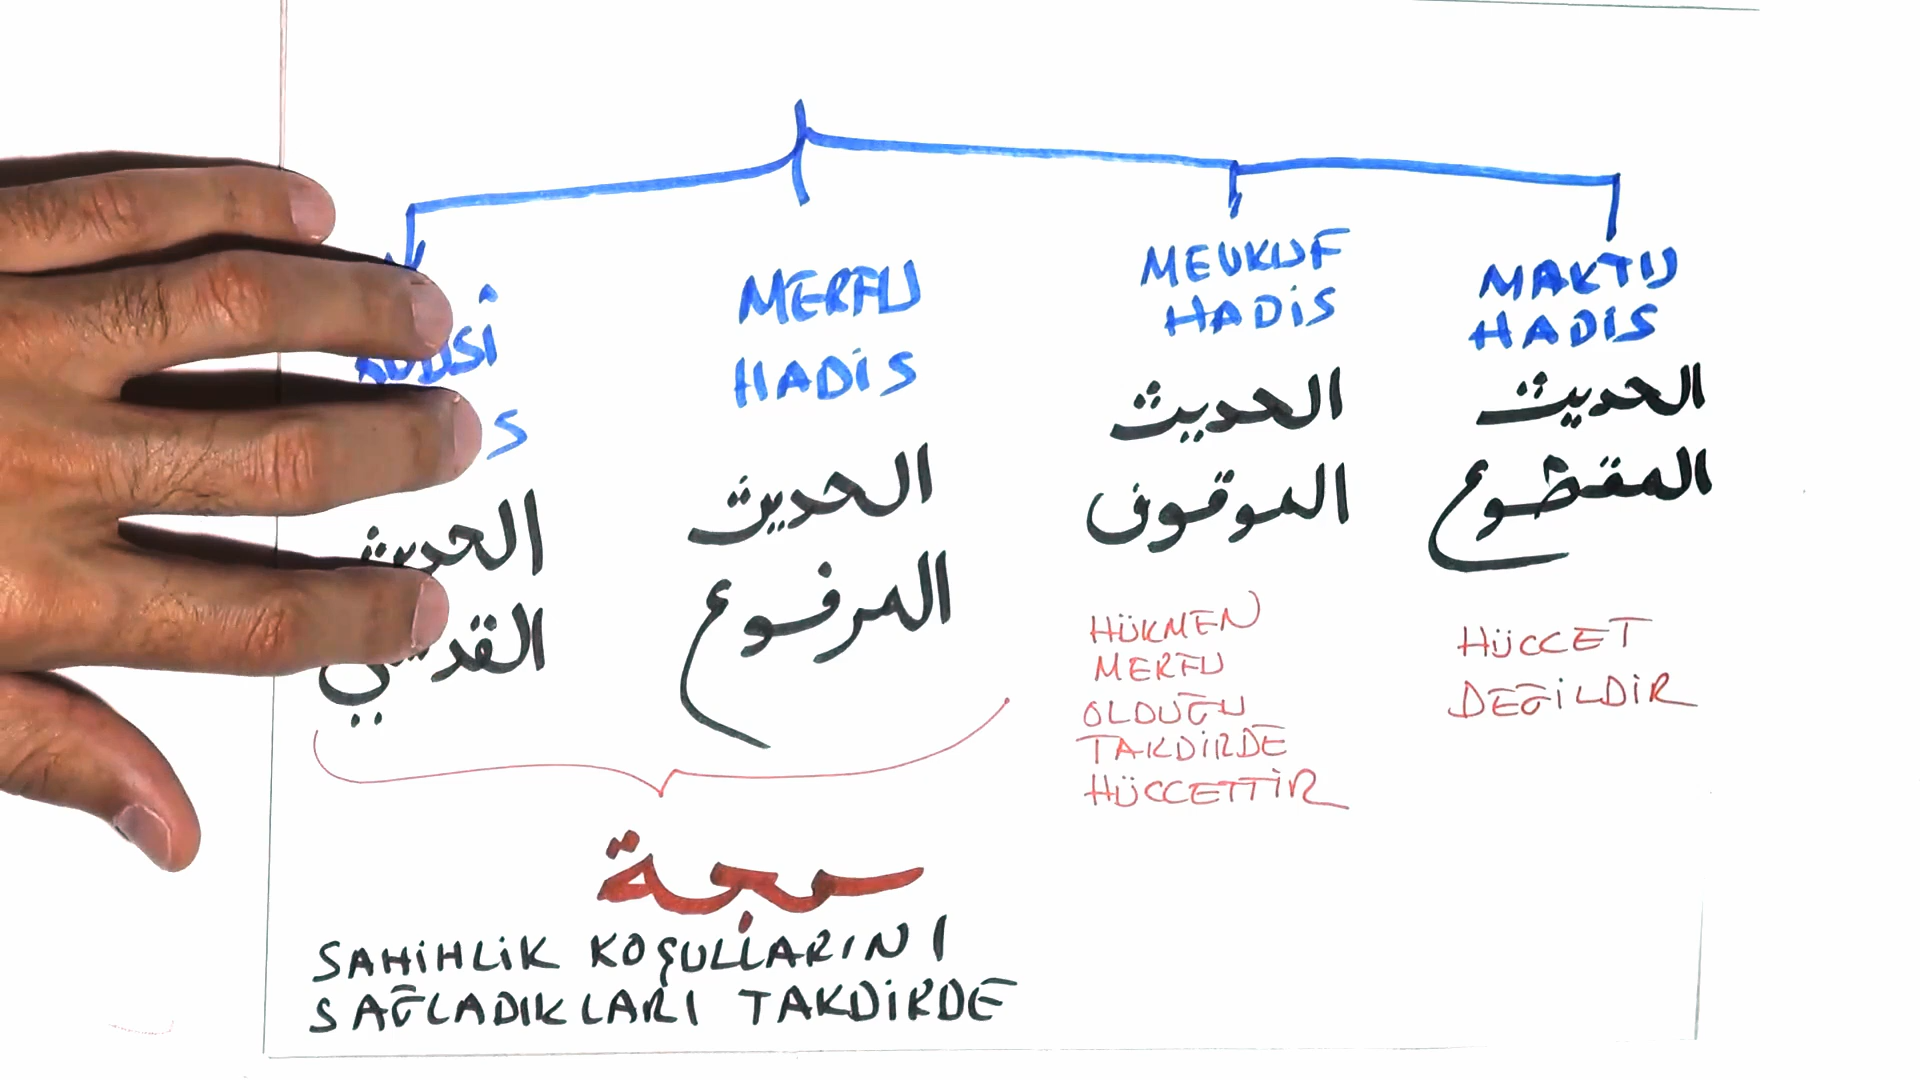 MERFU
HADİS
الحديث
المرفوع
MEVKUF
HADİS
الحديث
الموقوف
MAKTU
HADİS
الحديث
المقطوع
القدسي
HÜKMEN
MERFU
OLDUĞU
TAKDİRDE
HÜCCETTİR
HÜCCET
DEĞİLDİR
حجة
SAHİHLİK KOŞULLARINI
SAĞLADIKLARI TAKDİRDE